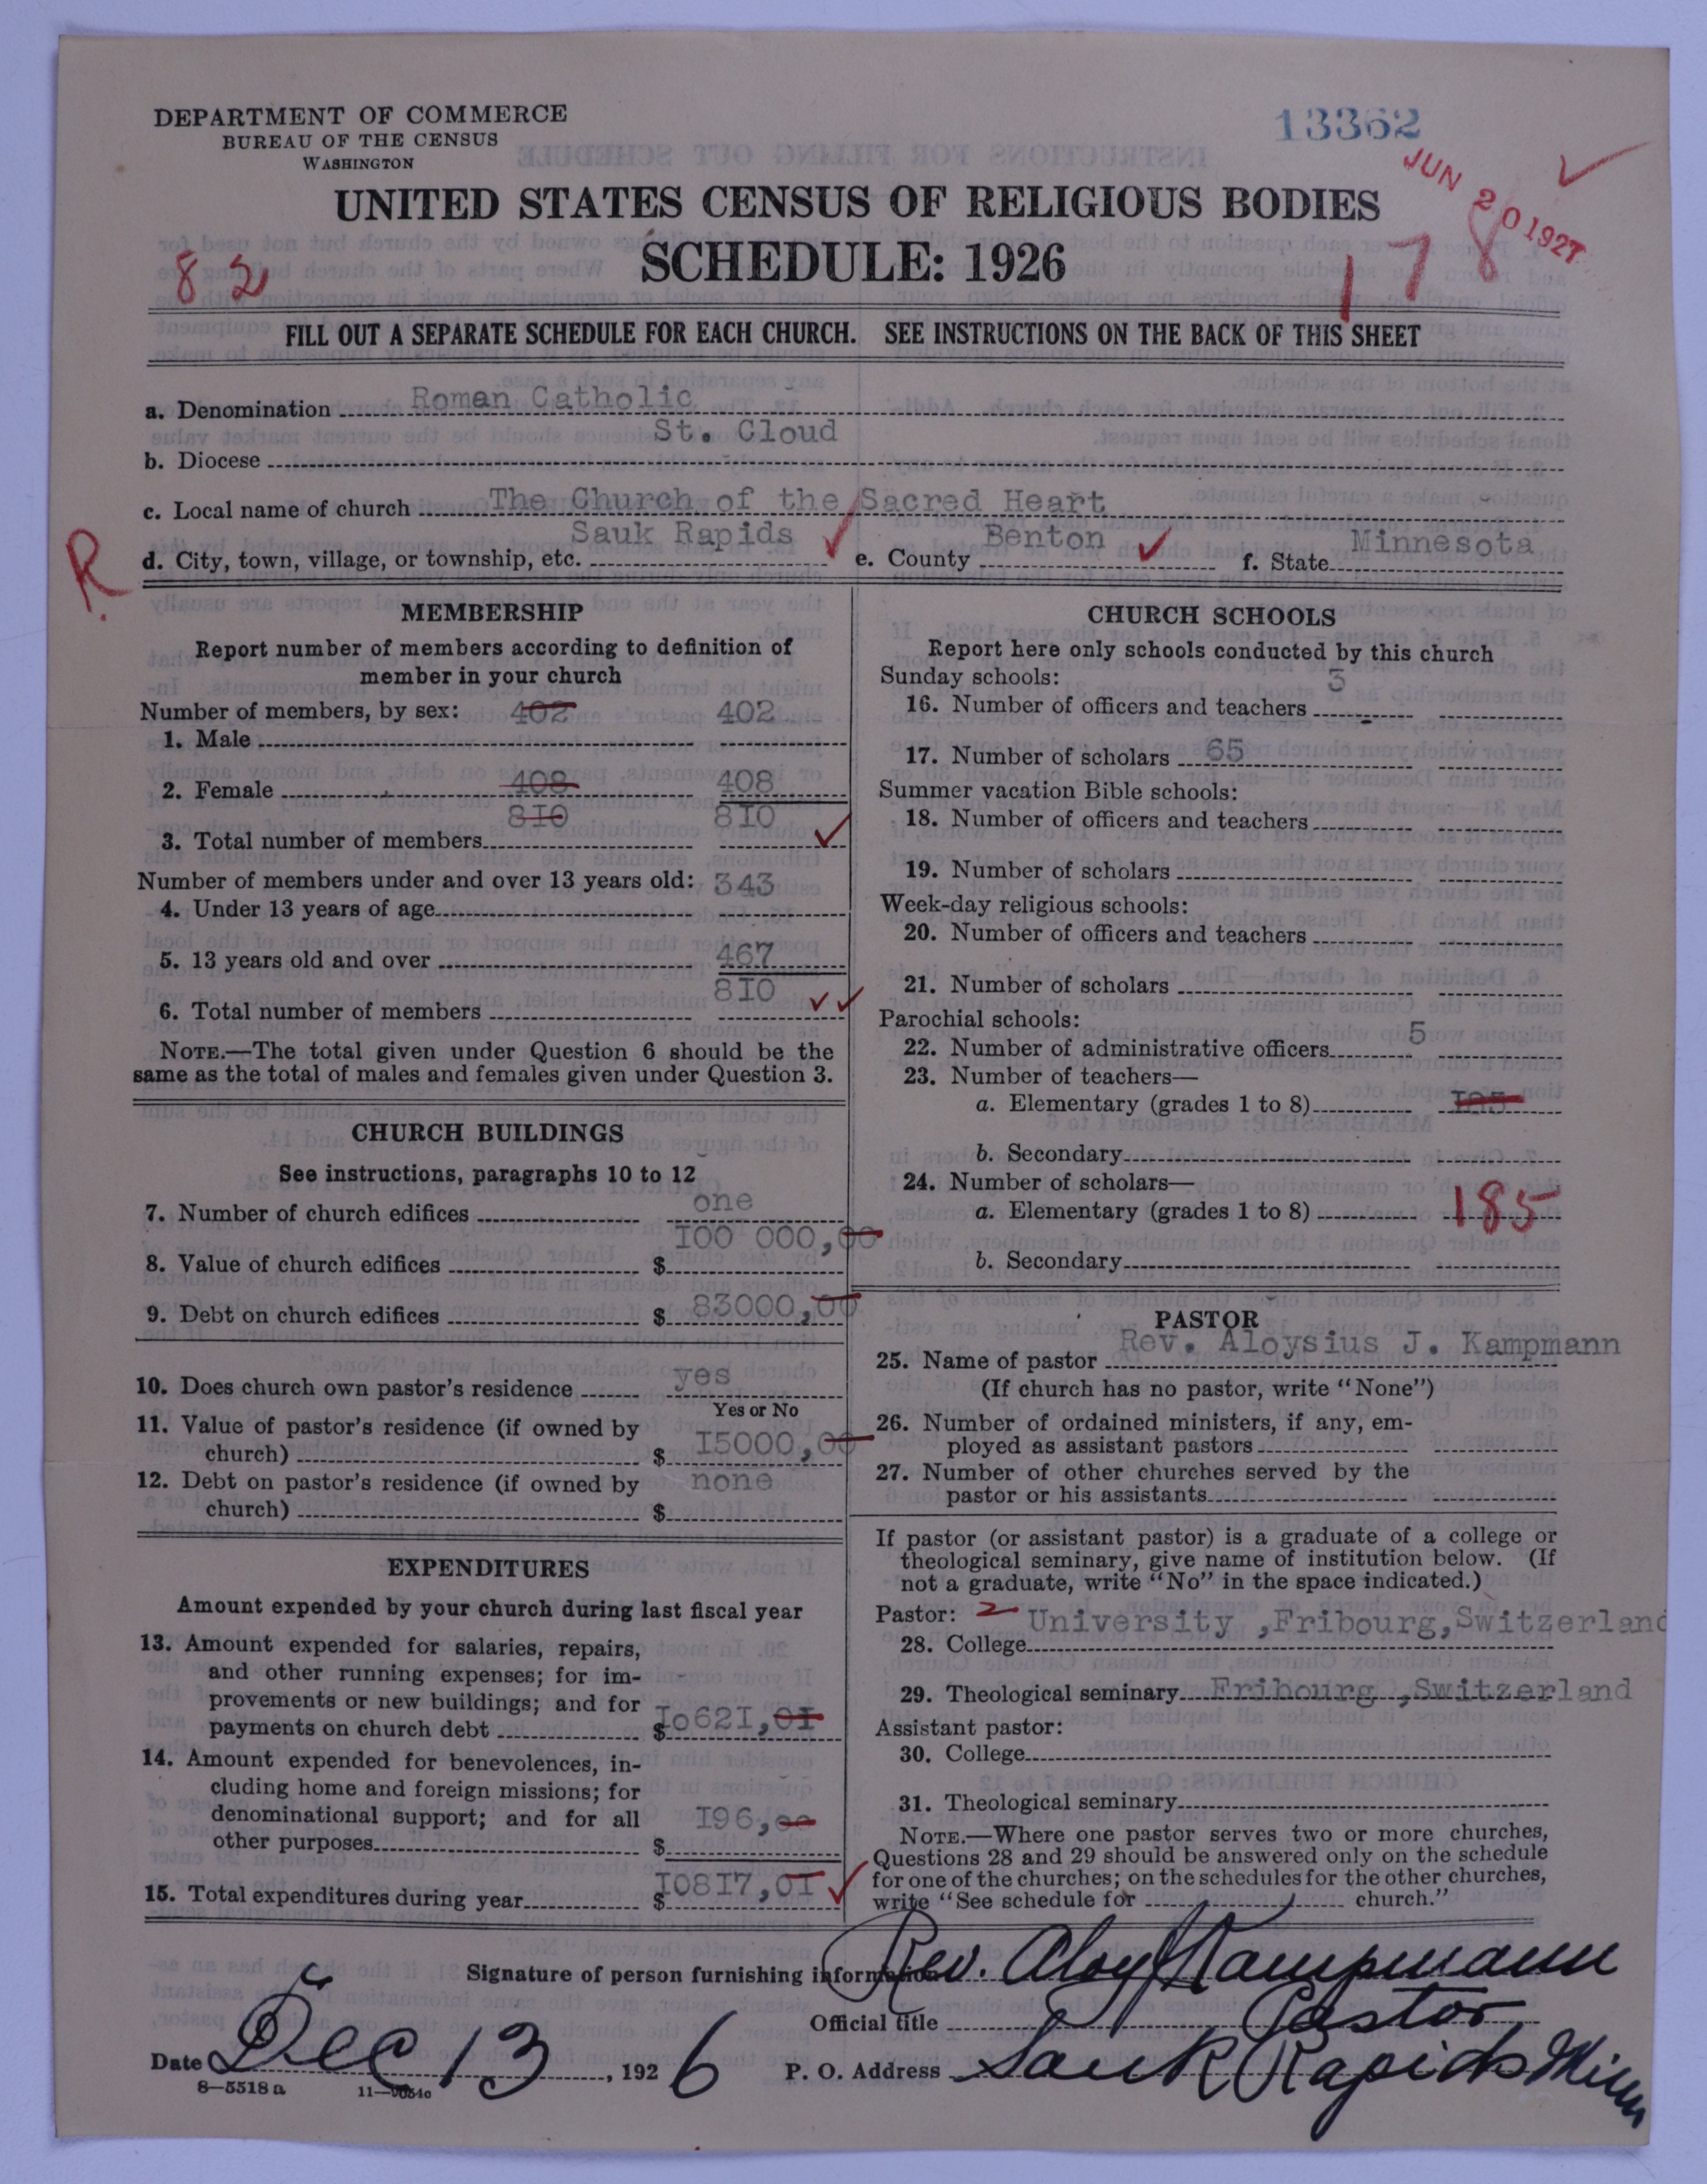 DEPARTMENT OF COMMERCE
BUREAU OF THE CENSUS
WASHINGTON
13362
JUN 20 1927
UNITED STATES CENSUS OF RELIGIOUS BODIES
SCHEDULE: 1926
82
178
FILL OUT A SEPARATE SCHEDULE FOR EACH CHURCH. SEE INSTRUCTIONS ON THE BACK OF THIS SHEET
a. Denomination Roman Catholic
b. Diocese St. Cloud
c. Local name of church The Church of the Sacred Heart
R. d. City, town, village, or township, etc. Sauk Rapids e. County Benton f. State Minnesota
MEMBERSHIP
Report number of members according to definition of
member in your church
Number of members, by sex:
1. Male 402 402
2. Female 408 408
3. Total number of members 8I0 8I0
Number of members under and over 13 years old:
4. Under 13 years of age 343
5. 13 years old and over 467
6. Total number of members 8I0
NOTE.—The total given under Question 6 should be the
same as the total of males and females given under Question 3.
CHURCH BUILDINGS
See instructions, paragraphs 10 to 12
7. Number of church edifices one
8. Value of church edifices $ I00 000,00
9. Debt on church edifices $ 83000,00
10. Does church own pastor's residence yes
Yes or No
11. Value of pastor's residence (if owned by
church) $ I5000,00
12. Debt on pastor's residence (if owned by
church) $ none
EXPENDITURES
Amount expended by your church during last fiscal year
13. Amount expended for salaries, repairs,
and other running expenses; for im-
provements or new buildings; and for
payments on church debt $ Io62I,0I
14. Amount expended for benevolences, in-
cluding home and foreign missions; for
denominational support; and for all
other purposes $ I96,oo
15. Total expenditures during year $ I08I7,0I
CHURCH SCHOOLS
Report here only schools conducted by this church
Sunday schools:
16. Number of officers and teachers 3
17. Number of scholars 65
Summer vacation Bible schools:
18. Number of officers and teachers
19. Number of scholars
Week-day religious schools:
20. Number of officers and teachers
21. Number of scholars
Parochial schools:
22. Number of administrative officers 5
23. Number of teachers—
a. Elementary (grades 1 to 8)
b. Secondary
24. Number of scholars—
a. Elementary (grades 1 to 8) 185
b. Secondary
PASTOR
25. Name of pastor Rev. Aloysius J. Kampmann
(If church has no pastor, write "None")
26. Number of ordained ministers, if any, em-
ployed as assistant pastors
27. Number of other churches served by the
pastor or his assistants
If pastor (or assistant pastor) is a graduate of a college or
theological seminary, give name of institution below. (If
not a graduate, write "No" in the space indicated.)
Pastor: 2
28. College University ,Fribourg,Switzerland
29. Theological seminary Fribourg ,Switzerland
Assistant pastor:
30. College
31. Theological seminary
NOTE.—Where one pastor serves two or more churches,
Questions 28 and 29 should be answered only on the schedule
for one of the churches; on the schedules for the other churches,
write "See schedule for church."
Signature of person furnishing information Rev. Aloys J Kampmann
Official title Pastor
Date Dec 13, 1926 P. O. Address Sauk Rapids Minn
8—5518 a